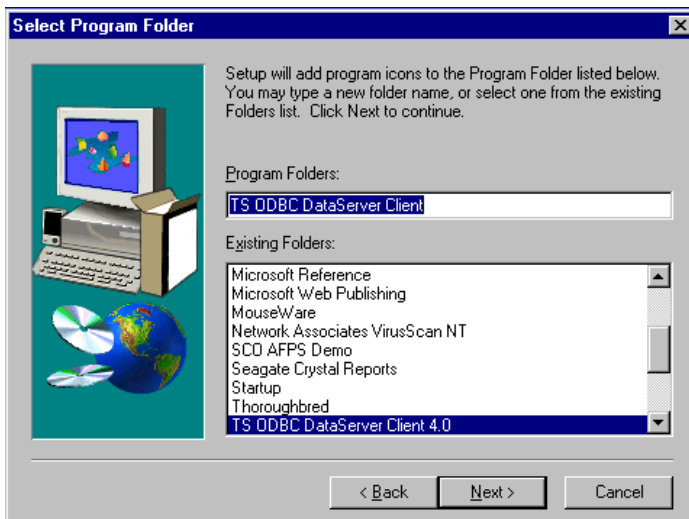 Select Program Folder
Setup will add program icons to the Program Folder listed below.
You may type a new folder name, or select one from the existing
Folders list. Click Next to continue.
Program Folders:
TS ODBC DataServer Client
Existing Folders:
Microsoft Reference
Microsoft Web Publishing
MouseWare
Network Associates VirusScan NT
SCO AFPS Demo
Seagate Crystal Reports
Startup
Thoroughbred
TS ODBC DataServer Client 4.0
< Back
Next >
Cancel